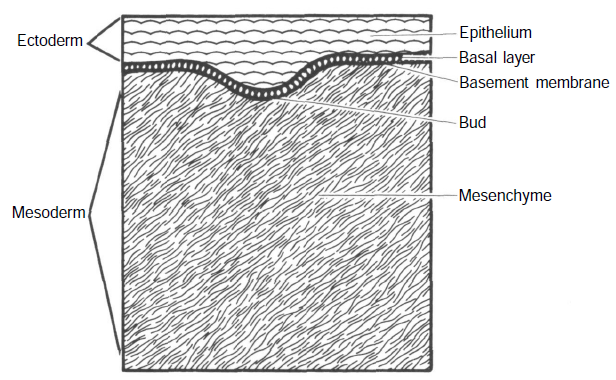 Ectoderm
Epithelium
Basal layer
Basement membrane
Bud
Mesoderm
Mesenchyme